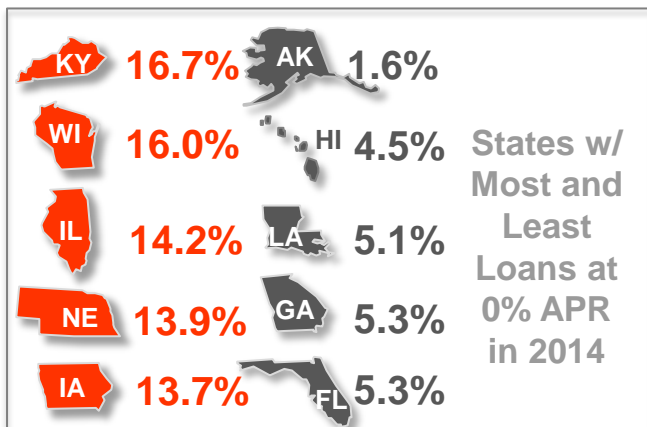 KY 16.7% AK 1.6%
WI 16.0% HI 4.5%
IL 14.2% LA 5.1%
NE 13.9% GA 5.3%
IA 13.7% FL 5.3%
States w/
Most and
Least
Loans at
0% APR
in 2014